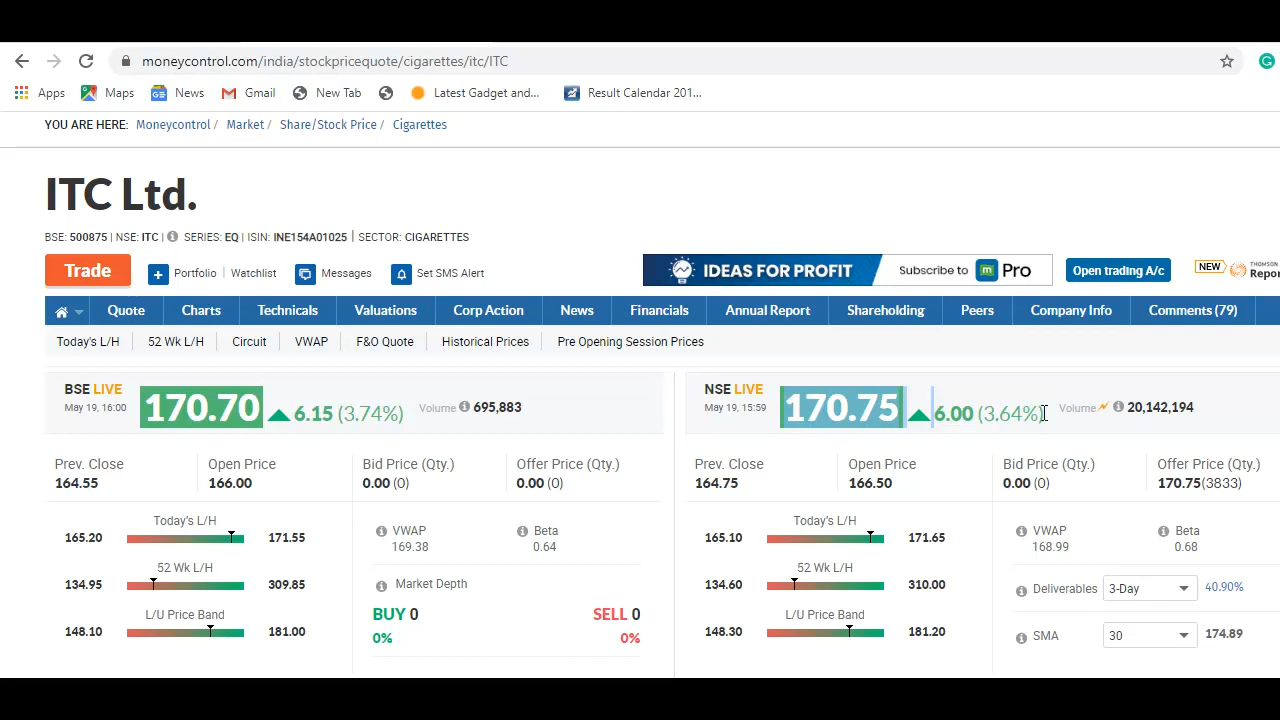 moneycontrol.com/india/stockpricequote/cigarettes/itc/ITC
Apps Maps News Gmail New Tab Latest Gadget and... Result Calendar 201...
YOU ARE HERE: Moneycontrol / Market / Share/Stock Price / Cigarettes
ITC Ltd.
BSE: 500875 | NSE: ITC | SERIES: EQ | ISIN: INE154A01025 | SECTOR: CIGARETTES
Trade + Portfolio | Watchlist Messages Set SMS Alert IDEAS FOR PROFIT Subscribe to m Pro Open trading A/c NEW THOMSON
Repor
Quote Charts Technicals Valuations Corp Action News Financials Annual Report Shareholding Peers Company Info Comments (79)
Today's L/H 52 Wk L/H Circuit VWAP F&O Quote Historical Prices Pre Opening Session Prices
BSE LIVE
May 19, 16:00
170.70 6.15 (3.74%) Volume 695,883
Prev. Close Open Price Bid Price (Qty.) Offer Price (Qty.)
164.55 166.00 0.00 (0) 0.00 (0)
Today's L/H
165.20 171.55
52 Wk L/H
134.95 309.85
L/U Price Band
148.10 181.00
VWAP Beta
169.38 0.64
Market Depth
BUY 0 SELL 0
0% 0%
NSE LIVE
May 19, 15:59
170.75 6.00 (3.64%) Volume 20,142,194
Prev. Close Open Price Bid Price (Qty.) Offer Price (Qty.)
164.75 166.50 0.00 (0) 170.75(3833)
Today's L/H
165.10 171.65
52 Wk L/H
134.60 310.00
L/U Price Band
148.30 181.20
VWAP Beta
168.99 0.68
Deliverables 3-Day 40.90%
SMA 30 174.89